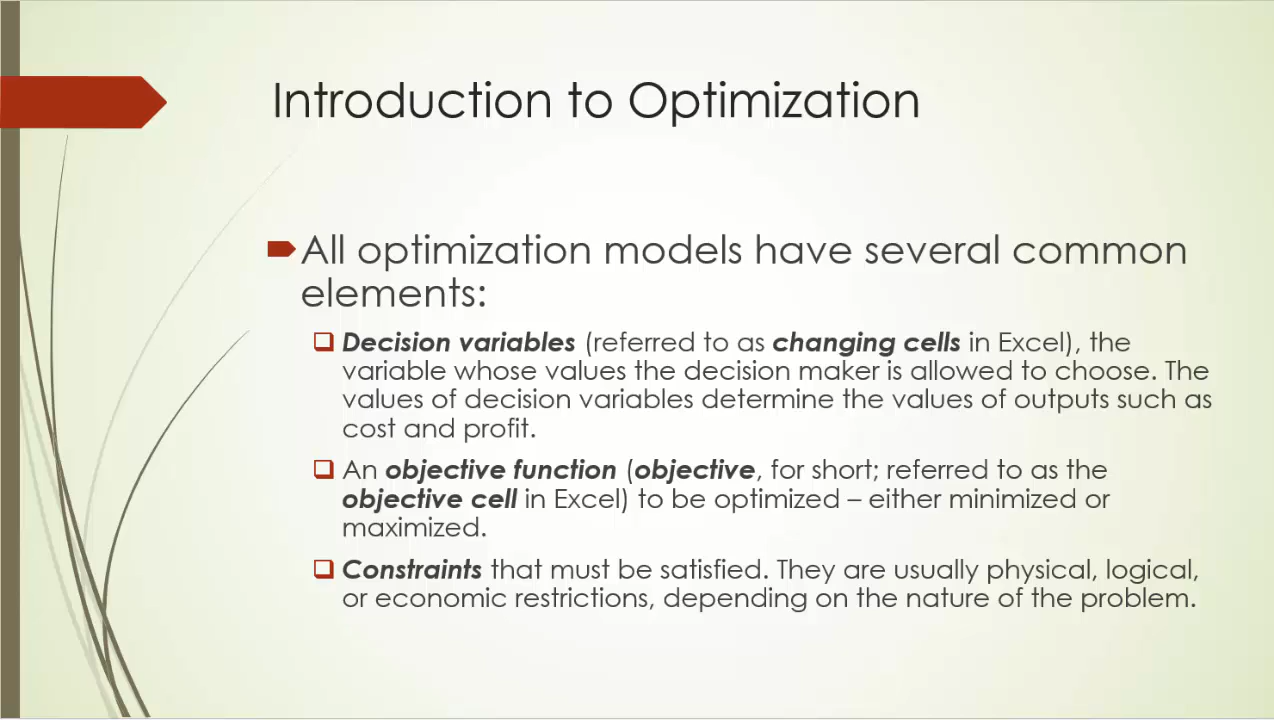 Introduction to Optimization
All optimization models have several common
elements:
Decision variables (referred to as changing cells in Excel), the
variable whose values the decision maker is allowed to choose. The
values of decision variables determine the values of outputs such as
cost and profit.
An objective function (objective, for short; referred to as the
objective cell in Excel) to be optimized – either minimized or
maximized.
Constraints that must be satisfied. They are usually physical, logical,
or economic restrictions, depending on the nature of the problem.